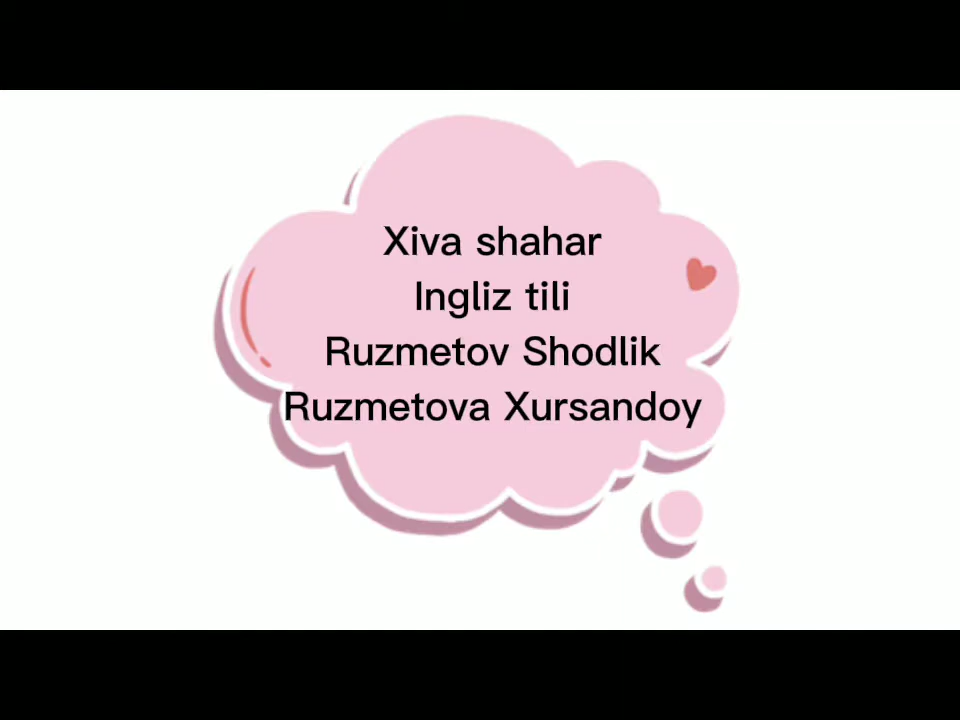 Xiva shahar
Ingliz tili
Ruzmetov Shodlik
Ruzmetova Xursandoy